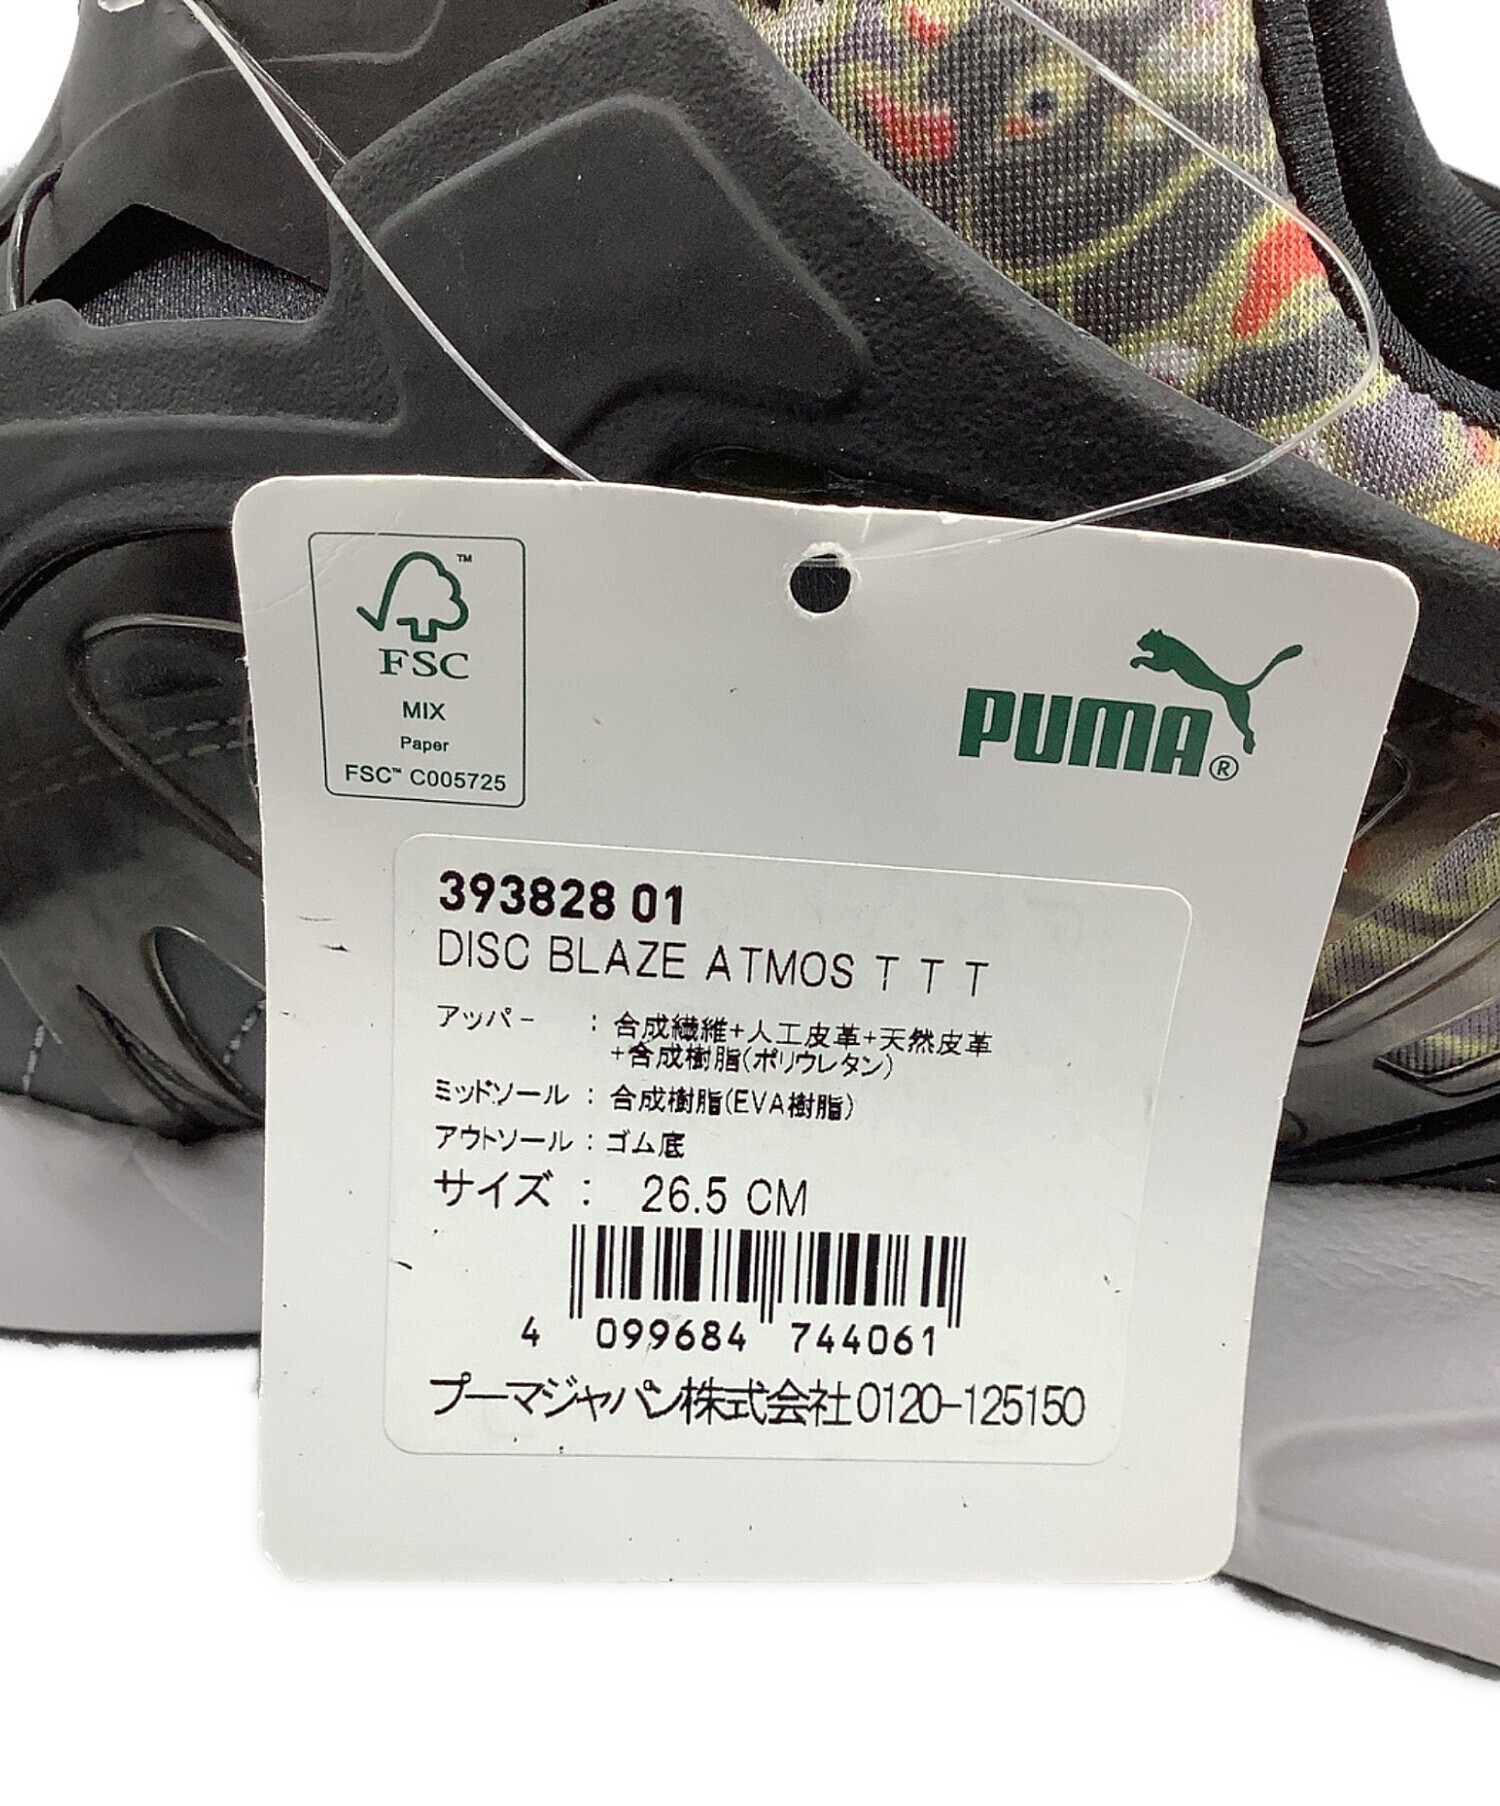 FSC
MIX
Paper
FSC™ C005725
PUMA®
393828 01
DISC BLAZE ATMOS T T T
アッパー : 合成繊維+人工皮革+天然皮革
+合成樹脂(ポリウレタン)
ミッドソール : 合成樹脂(EVA樹脂)
アウトソール : ゴム底
サイズ : 26.5 CM
4 099684 744061
プーマジャパン株式会社0120-125150